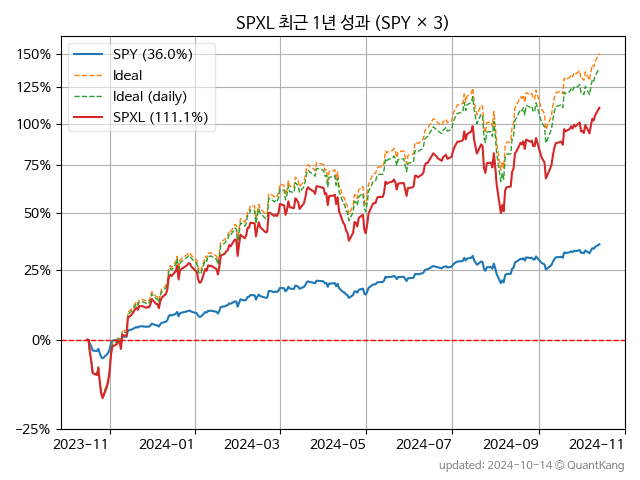 SPXL 최근 1년 성과 (SPY × 3)
150%
125%
100%
75%
50%
25%
0%
−25%
SPY (36.0%)
Ideal
Ideal (daily)
SPXL (111.1%)
2023−11
2024−01
2024−03
2024−05
2024−07
2024−09
2024−11
updated: 2024-10-14 © QuantKang